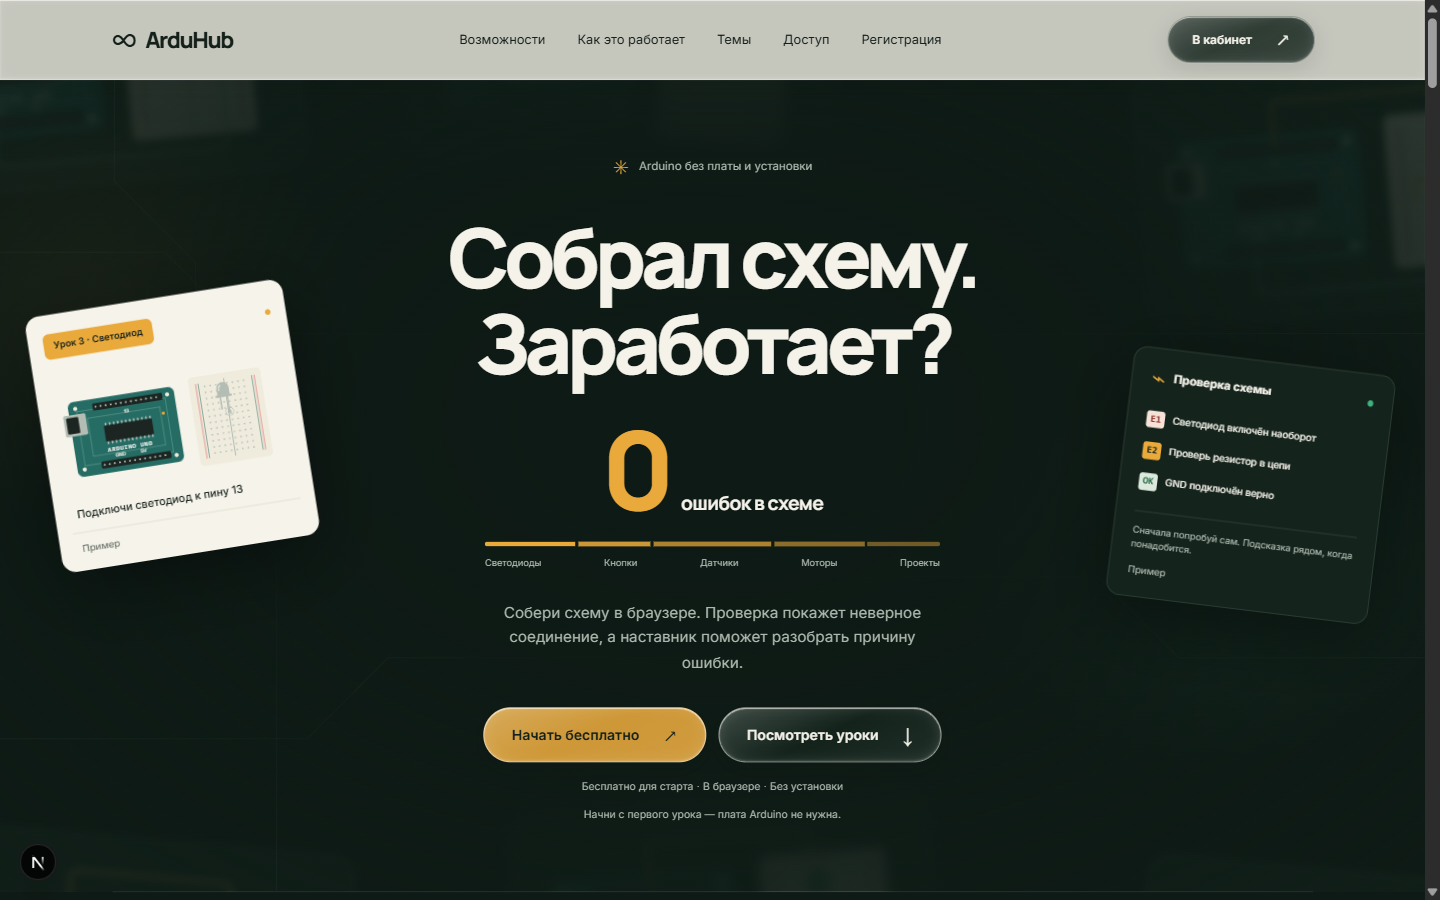 ArduHub
Возможности
Как это работает
Темы
Доступ
Регистрация
В кабинет ↗
Arduino без платы и установки
Собрал схему.
Заработает?
0 ошибок в схеме
Светодиоды
Кнопки
Датчики
Моторы
Проекты
Собери схему в браузере. Проверка покажет неверное
соединение, а наставник поможет разобрать причину
ошибки.
Начать бесплатно ↗
Посмотреть уроки ↓
Бесплатно для старта · В браузере · Без установки
Начни с первого урока — плата Arduino не нужна.
Урок 3 · Светодиод
ARDUINO UNO
GND 5V
Подключи светодиод к пину 13
Пример
Проверка схемы
E1 Светодиод включён наоборот
E2 Проверь резистор в цепи
OK GND подключён верно
Сначала попробуй сам. Подсказка рядом, когда
понадобится.
Пример
N